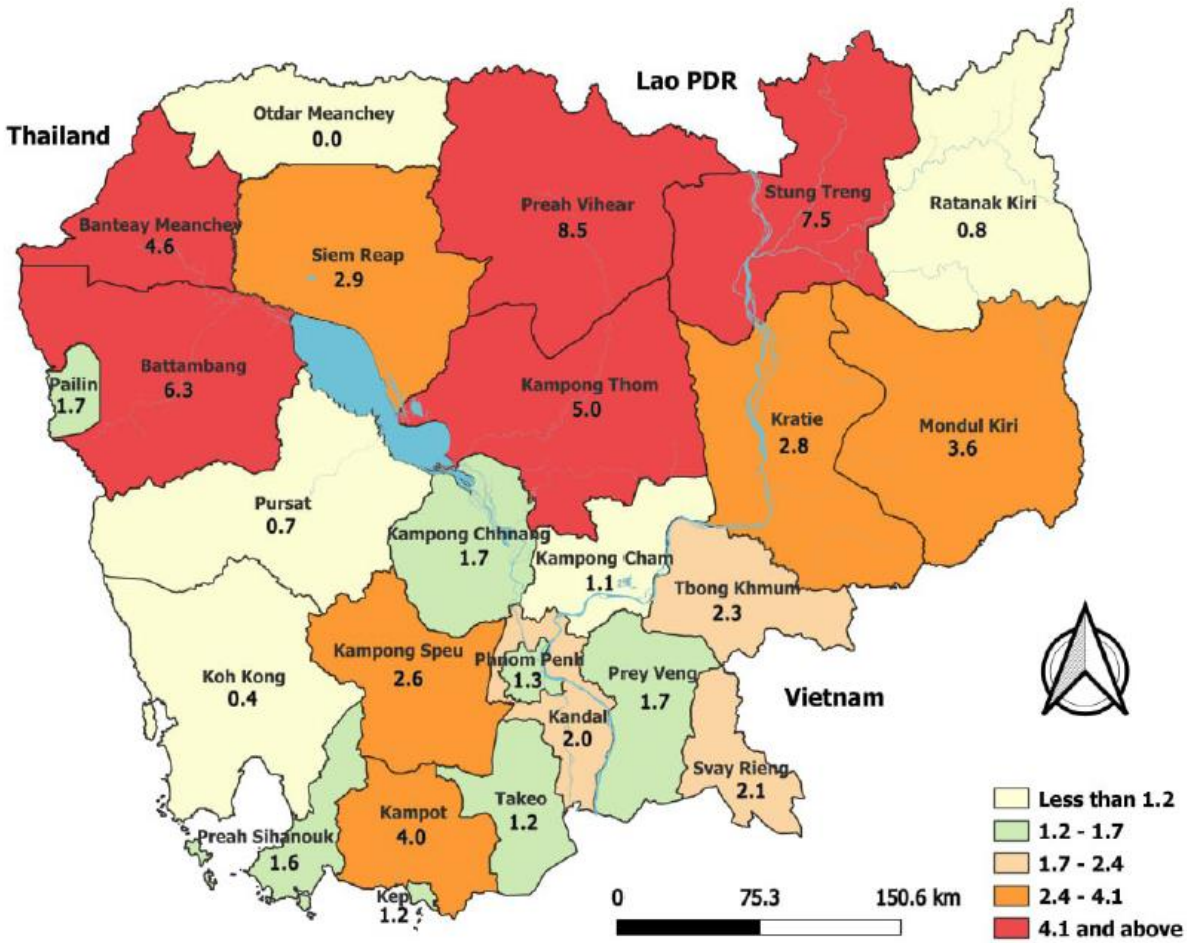 Lao PDR
Thailand
Otdar Meanchey
0.0
Preah Vihear
8.5
Stung Treng
7.5
Ratanak Kiri
0.8
Banteay Meanchey
4.6
Siem Reap
2.9
Battambang
6.3
Pailin
1.7
Kampong Thom
5.0
Kratie
2.8
Mondul Kiri
3.6
Pursat
0.7
Kampong Chhnang
1.7
Kampong Cham
1.1
Tbong Khmum
2.3
Koh Kong
0.4
Kampong Speu
2.6
Phnom Penh
1.3
Prey Veng
1.7
Vietnam
Kandal
2.0
Svay Rieng
2.1
Takeo
1.2
Kampot
4.0
Preah Sihanouk
1.6
Kep
1.2
0 75.3 150.6 km
Less than 1.2
1.2 - 1.7
1.7 - 2.4
2.4 - 4.1
4.1 and above